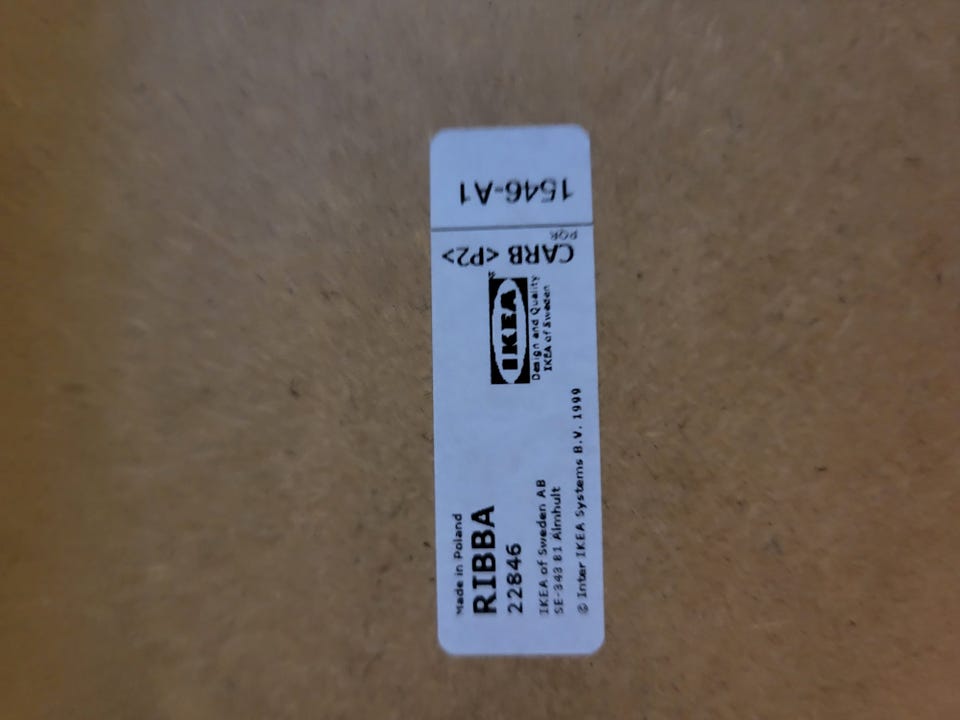 Made in Poland
RIBBA
22846
IKEA of Sweden AB
SE-343 81 Älmhult
© Inter IKEA Systems B.V. 1999
IKEA
Design and Quality
IKEA of Sweden
CARB <P2>
1546-A1